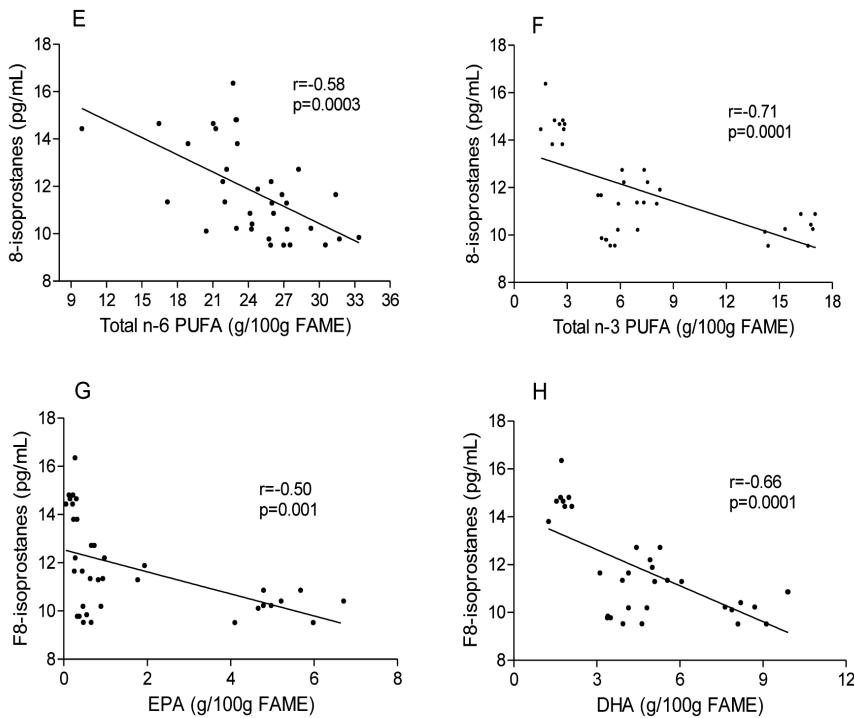 E
18
16
14
12
10
8
8-isoprostanes (pg/mL)
r=-0.58
p=0.0003
9 12 15 18 21 24 27 30 33 36
Total n-6 PUFA (g/100g FAME)
F
18
16
14
12
10
8
8-isoprostanes (pg/mL)
r=-0.71
p=0.0001
0 3 6 9 12 15 18
Total n-3 PUFA (g/100g FAME)
G
18
16
14
12
10
8
F8-isoprostanes (pg/mL)
r=-0.50
p=0.001
0 2 4 6 8
EPA (g/100g FAME)
H
18
16
14
12
10
8
F8-isoprostanes (pg/mL)
r=-0.66
p=0.0001
0 3 6 9 12
DHA (g/100g FAME)